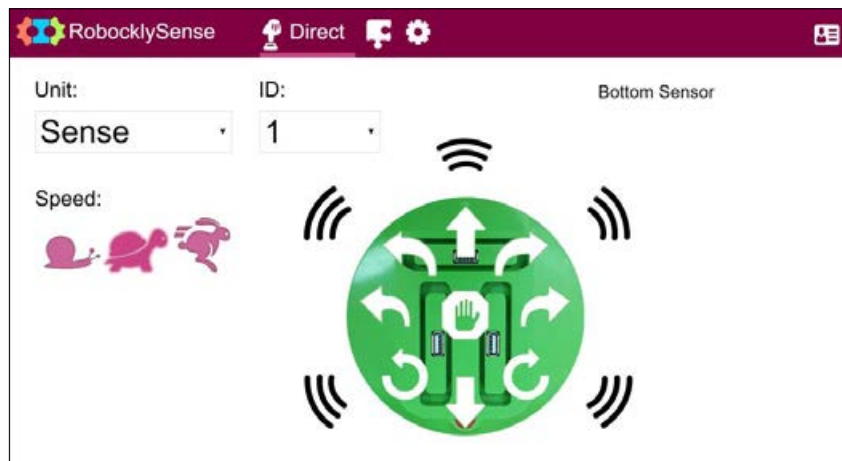 RobocklySense
Direct
Unit:
ID:
Bottom Sensor
Sense
1
Speed: